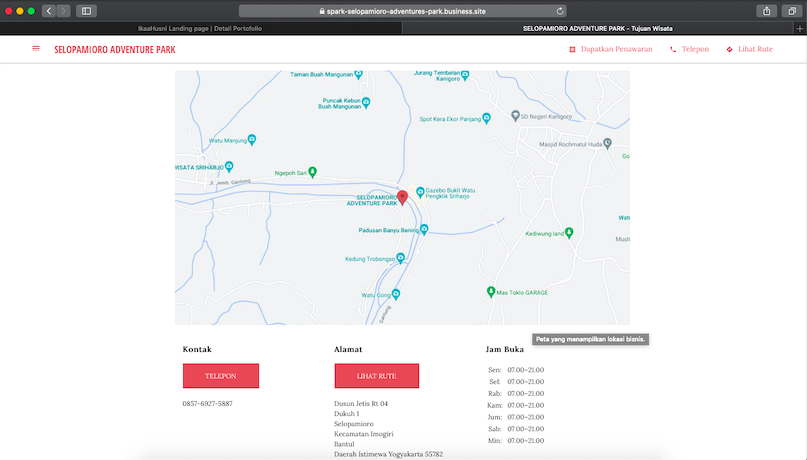 spark-selopamioro-adventures-park.business.site
IkaaHusni Landing page | Detail Portofolio
SELOPAMIORO ADVENTURE PARK - Tujuan Wisata
SELOPAMIORO ADVENTURE PARK
Dapatkan Penawaran
Telepon
Lihat Rute
Taman Buah Mangunan
Jurang Tembelan
Kanigoro
Puncak Kebun
Buah Mangunan
Spot Kera Ekor Panjang
SD Negeri Kanigoro
Watu Manjung
Masjid Rochmatul Huda
Go
WISATA SRIHARJO
Ngepoh Sari
Jl. Jemb. Gantung
SELOPAMIORO
ADVENTURE PARK
Gazebo Bukit Watu
Pengklik Sriharjo
Watu
Padusan Banyu Bening
Kediwung land
Mush
Kedung Trobongso
Watu Gong
Mas Toklo GARAGE
Gantung
Peta yang menampilkan lokasi bisnis.
Kontak
TELEPON
0857-6927-5887
Alamat
LIHAT RUTE
Dusun Jetis Rt 04
Dukuh 1
Selopamioro
Kecamatan Imogiri
Bantul
Daerah Istimewa Yogyakarta 55782
Jam Buka
Sen: 07.00–21.00
Sel: 07.00–21.00
Rab: 07.00–21.00
Kam: 07.00–21.00
Jum: 07.00–21.00
Sab: 07.00–21.00
Min: 07.00–21.00